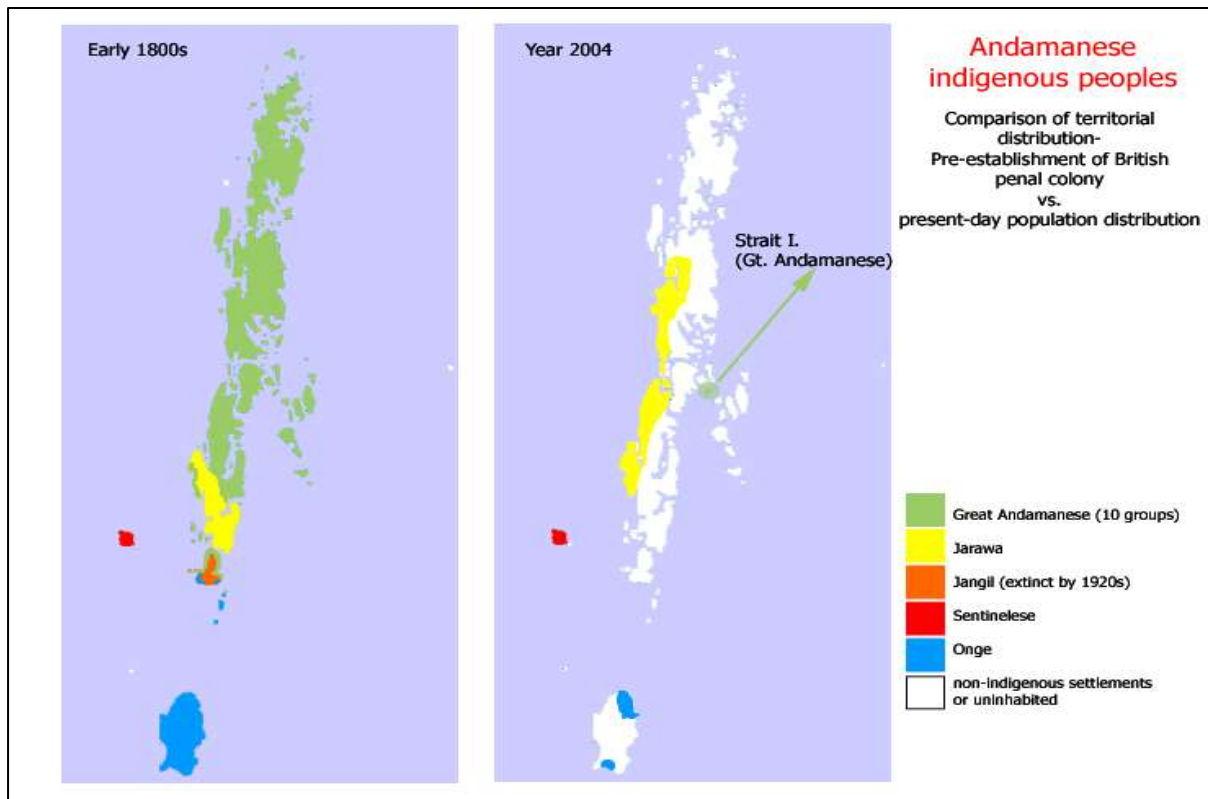 Early 1800s
Year 2004
Andamanese
indigenous peoples
Comparison of territorial
distribution-
Pre-establishment of British
penal colony
vs.
present-day population distribution
Strait I.
(Gt. Andamanese)
Great Andamanese (10 groups)
Jarawa
Jangil (extinct by 1920s)
Sentinelese
Onge
non-indigenous settlements
or uninhabited